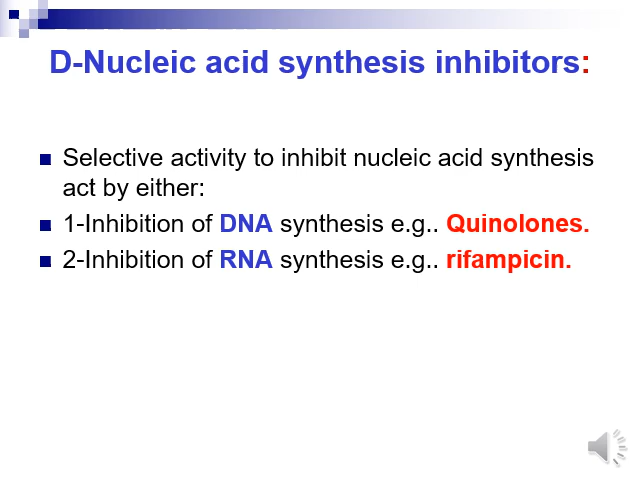 D-Nucleic acid synthesis inhibitors:
Selective activity to inhibit nucleic acid synthesis
act by either:
1-Inhibition of DNA synthesis e.g.. Quinolones.
2-Inhibition of RNA synthesis e.g.. rifampicin.